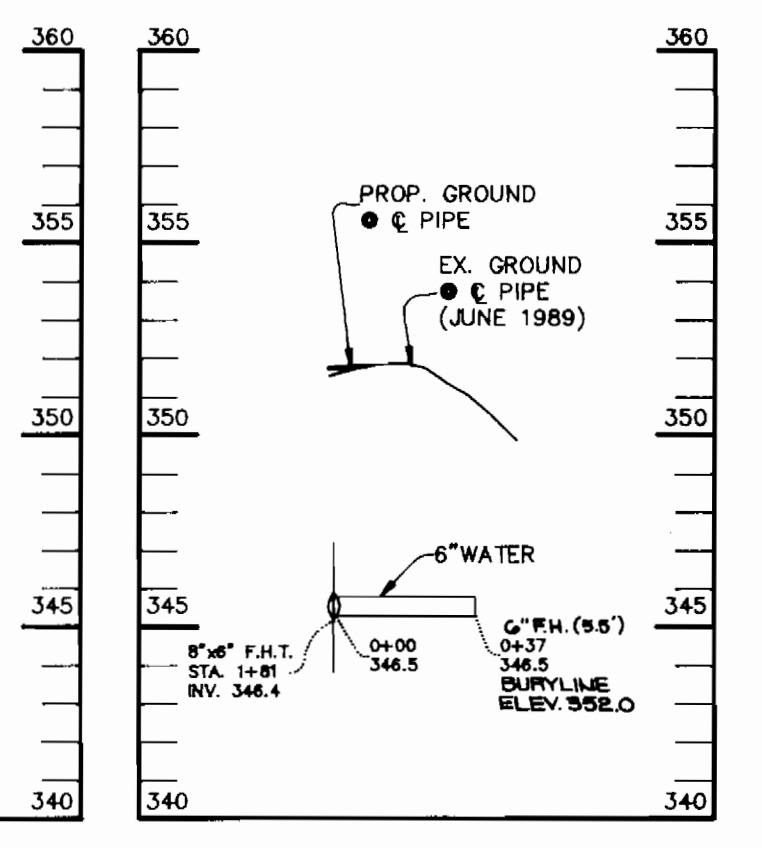 360
360
360
PROP. GROUND
℄ PIPE
355
355
355
EX. GROUND
℄ PIPE
(JUNE 1989)
350
350
350
6"WATER
345
345
345
6" F.H. (5.5')
8"x6" F.H.T.
STA. 1+81
INV. 346.4
0+00
346.5
0+37
346.5
BURYLINE
ELEV. 352.0
340
340
340